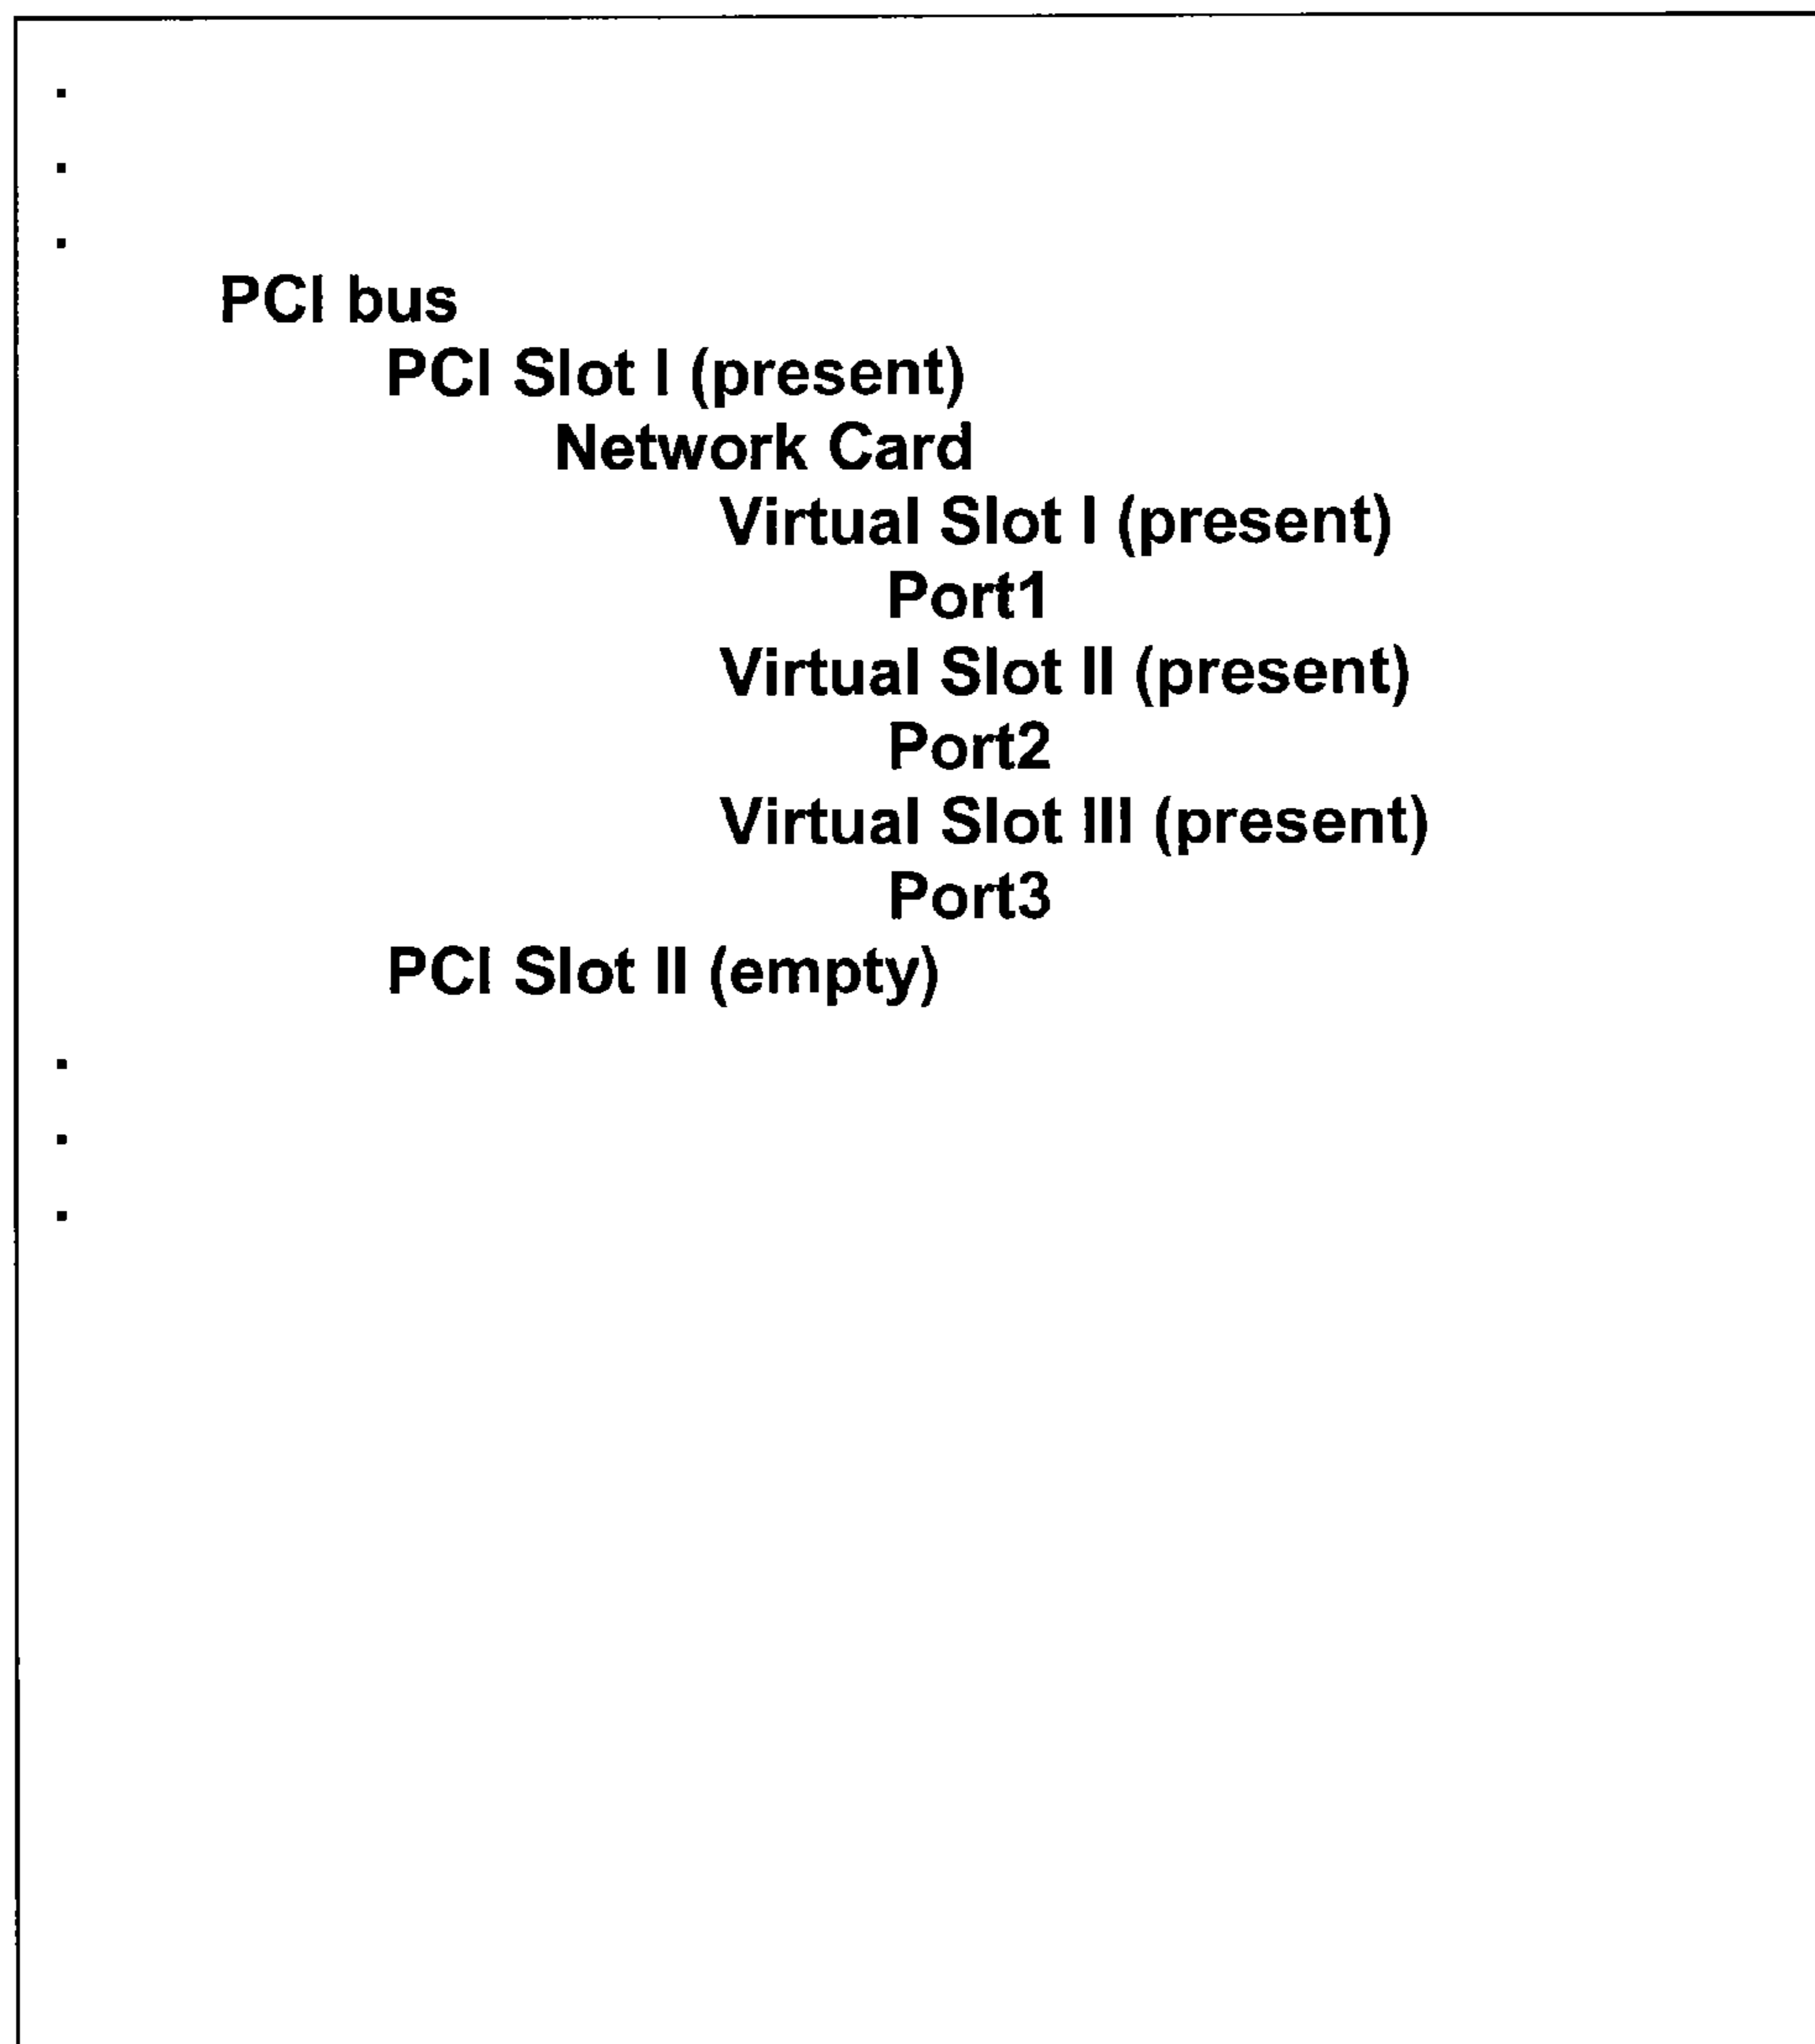 .
.
.
PCI bus
PCI Slot I (present)
Network Card
Virtual Slot I (present)
Port1
Virtual Slot II (present)
Port2
Virtual Slot III (present)
Port3
PCI Slot II (empty)
.
.
.